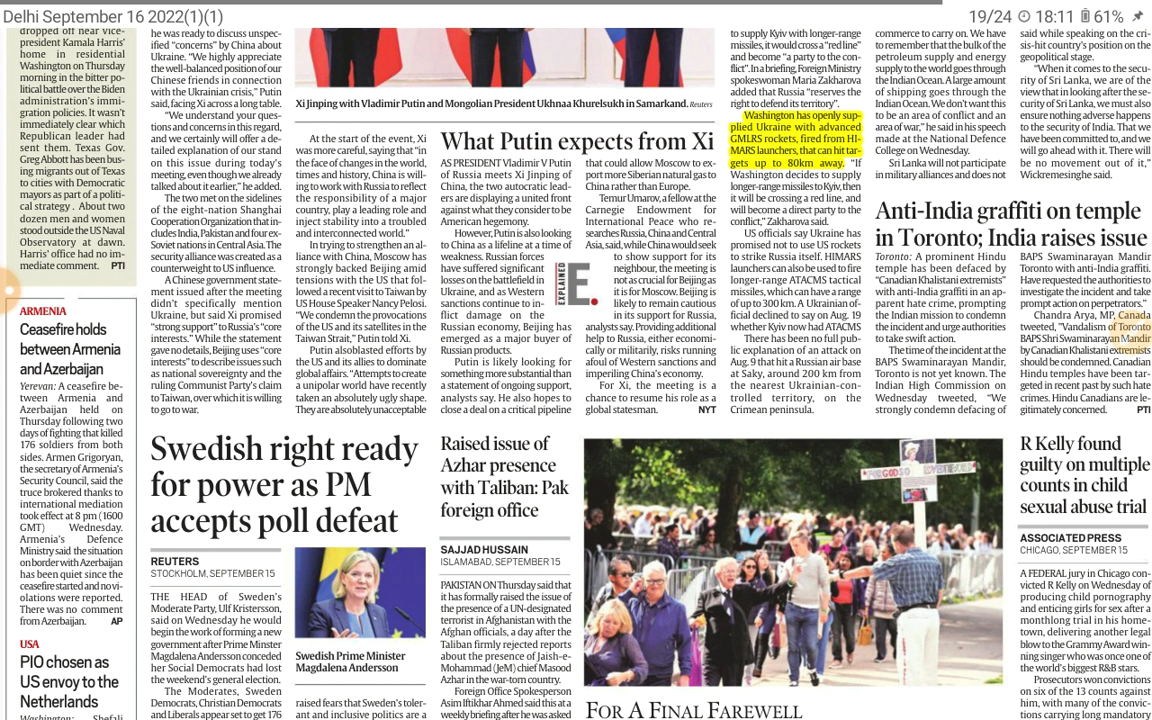 Delhi September 16 2022(1)(1)
19/24 18:11 61%
dropped off near vice-
president Kamala Harris'
home in residential
Washington on Thursday
morning in the bitter po-
litical battle over the Biden
administration's immi-
gration policies. It wasn't
immediately clear which
Republican leader had
sent them. Texas Gov.
Greg Abbott has been bus-
ing migrants out of Texas
to cities with Democratic
mayors as part of a politi-
cal strategy . About two
dozen men and women
stood outside the US Naval
Observatory at dawn.
Harris' office had no im-
mediate comment. PTI
ARMENIA
Ceasefire holds
between Armenia
and Azerbaijan
Yerevan: A ceasefire be-
tween Armenia and
Azerbaijan held on
Thursday following two
days of fighting that killed
176 soldiers from both
sides. Armen Grigoryan,
the secretary of Armenia's
Security Council, said the
truce brokered thanks to
international mediation
took effect at 8 pm (1600
GMT) Wednesday.
Armenia's Defence
Ministry said the situation
on border with Azerbaijan
has been quiet since the
ceasefire started and no vi-
olations were reported.
There was no comment
from Azerbaijan. AP
USA
PIO chosen as
US envoy to the
Netherlands
Washington: Shefali
he was ready to discuss unspec-
ified “concerns” by China about
Ukraine. “We highly appreciate
the well-balanced position of our
Chinese friends in connection
with the Ukrainian crisis,” Putin
said, facing Xi across a long table.
“We understand your ques-
tions and concerns in this regard,
and we certainly will offer a de-
tailed explanation of our stand
on this issue during today's
meeting, even though we already
talked about it earlier,” he added.
The two met on the sidelines
of the eight-nation Shanghai
Cooperation Organization that in-
cludes India, Pakistan and four ex-
Soviet nations in Central Asia. The
security alliance was created as a
counterweight to US influence.
A Chinese government state-
ment issued after the meeting
didn't specifically mention
Ukraine, but said Xi promised
“strong support” to Russia's “core
interests.” While the statement
gave no details, Beijing uses “core
interests” to describe issues such
as national sovereignty and the
ruling Communist Party's claim
to Taiwan, over which it is willing
to go to war.
Xi Jinping with Vladimir Putin and Mongolian President Ukhnaa Khurelsukh in Samarkand. Reuters
At the start of the event, Xi
was more careful, saying that “in
the face of changes in the world,
times and history, China is will-
ing to work with Russia to reflect
the responsibility of a major
country, play a leading role and
inject stability into a troubled
and interconnected world.”
In trying to strengthen an al-
liance with China, Moscow has
strongly backed Beijing amid
tensions with the US that fol-
lowed a recent visit to Taiwan by
US House Speaker Nancy Pelosi.
“We condemn the provocations
of the US and its satellites in the
Taiwan Strait,” Putin told Xi.
Putin also blasted efforts by
the US and its allies to dominate
global affairs. “Attempts to create
a unipolar world have recently
taken an absolutely ugly shape.
They are absolutely unacceptable
What Putin expects from Xi
AS PRESIDENT Vladimir V Putin
of Russia meets Xi Jinping of
China, the two autocratic lead-
ers are displaying a united front
against what they consider to be
American hegemony.
However, Putin is also looking
to China as a lifeline at a time of
weakness. Russian forces
have suffered significant
losses on the battlefield in
Ukraine, and as Western
sanctions continue to in-
flict damage on the
Russian economy, Beijing has
emerged as a major buyer of
Russian products.
Putin is likely looking for
something more substantial than
a statement of ongoing support,
analysts say. He also hopes to
close a deal on a critical pipeline
EXPLAINED
E.
that could allow Moscow to ex-
port more Siberian natural gas to
China rather than Europe.
Temur Umarov, a fellow at the
Carnegie Endowment for
International Peace who re-
searches Russia, China and Central
Asia, said, while China would seek
to show support for its
neighbour, the meeting is
not as crucial for Beijing as
it is for Moscow. Beijing is
likely to remain cautious
in its support for Russia,
analysts say. Providing additional
help to Russia, either economi-
cally or militarily, risks running
afoul of Western sanctions and
imperiling China's economy.
For Xi, the meeting is a
chance to resume his role as a
global statesman. NYT
to supply Kyiv with longer-range
missiles, it would cross a “red line”
and become “a party to the con-
flict”. In a briefing, Foreign Ministry
spokeswoman Maria Zakharova
added that Russia “reserves the
right to defend its territory”.
Washington has openly sup-
plied Ukraine with advanced
GMLRS rockets, fired from HI-
MARS launchers, that can hit tar-
gets up to 80km away. “If
Washington decides to supply
longer-range missiles to Kyiv, then
it will be crossing a red line, and
will become a direct party to the
conflict,” Zakharova said.
US officials say Ukraine has
promised not to use US rockets
to strike Russia itself. HIMARS
launchers can also be used to fire
longer-range ATACMS tactical
missiles, which can have a range
of up to 300 km. A Ukrainian of-
ficial declined to say on Aug. 19
whether Kyiv now had ATACMS
There has been no full pub-
lic explanation of an attack on
Aug. 9 that hit a Russian air base
at Saky, around 200 km from
the nearest Ukrainian-con-
trolled territory, on the
Crimean peninsula.
commerce to carry on. We have
to remember that the bulk of the
petroleum supply and energy
supply to the world goes through
the Indian Ocean. A large amount
of shipping goes through the
Indian Ocean. We don't want this
to be an area of conflict and an
area of war,” he said in his speech
made at the National Defence
College on Wednesday.
Sri Lanka will not participate
in military alliances and does not
said while speaking on the cri-
sis-hit country's position on the
geopolitical stage.
“When it comes to the secu-
rity of Sri Lanka, we are of the
view that in looking after the se-
curity of Sri Lanka, we must also
ensure nothing adverse happens
to the security of India. That we
have been committed to, and we
will go ahead with it. There will
be no movement out of it,”
Wickremesinghe said.
Anti-India graffiti on temple
in Toronto; India raises issue
Toronto: A prominent Hindu
temple has been defaced by
“Canadian Khalistani extremists”
with anti-India graffiti in an ap-
parent hate crime, prompting
the Indian mission to condemn
the incident and urge authorities
to take swift action.
The time of the incident at the
BAPS Swaminarayan Mandir,
Toronto is not yet known. The
Indian High Commission on
Wednesday tweeted, “We
strongly condemn defacing of
BAPS Swaminarayan Mandir
Toronto with anti-India graffiti.
Have requested the authorities to
investigate the incident and take
prompt action on perpetrators.”
Chandra Arya, MP, Canada
tweeted, "Vandalism of Toronto
BAPS Shri Swaminarayan Mandir
by Canadian Khalistani extremists
should be condemned. Canadian
Hindu temples have been tar-
geted in recent past by such hate
crimes. Hindu Canadians are le-
gitimately concerned. PTI
Swedish right ready
for power as PM
accepts poll defeat
REUTERS
STOCKHOLM, SEPTEMBER 15
THE HEAD of Sweden's
Moderate Party, Ulf Kristersson,
said on Wednesday he would
begin the work of forming a new
government after Prime Minster
Magdalena Andersson conceded
her Social Democrats had lost
the weekend's general election.
The Moderates, Sweden
Democrats, Christian Democrats
and Liberals appear set to get 176
Swedish Prime Minister
Magdalena Andersson
raised fears that Sweden's toler-
ant and inclusive politics are a
Raised issue of
Azhar presence
with Taliban: Pak
foreign office
SAJJAD HUSSAIN
ISLAMABAD, SEPTEMBER 15
PAKISTAN ON Thursday said that
it has formally raised the issue of
the presence of a UN-designated
terrorist in Afghanistan with the
Afghan officials, a day after the
Taliban firmly rejected reports
about the presence of Jaish-e-
Mohammad (JeM) chief Masood
Azhar in the war-torn country.
Foreign Office Spokesperson
Asim Iftikhar Ahmed said this at a
weekly briefing after he was asked
FOR A FINAL FAREWELL
R Kelly found
guilty on multiple
counts in child
sexual abuse trial
ASSOCIATED PRESS
CHICAGO, SEPTEMBER 15
A FEDERAL jury in Chicago con-
victed R Kelly on Wednesday of
producing child pornography
and enticing girls for sex after a
monthlong trial in his home-
town, delivering another legal
blow to the Grammy Award win-
ning singer who was once one of
the world's biggest R&B stars.
Prosecutors won convictions
on six of the 13 counts against
him, with many of the convic-
tions carrying long mandatory